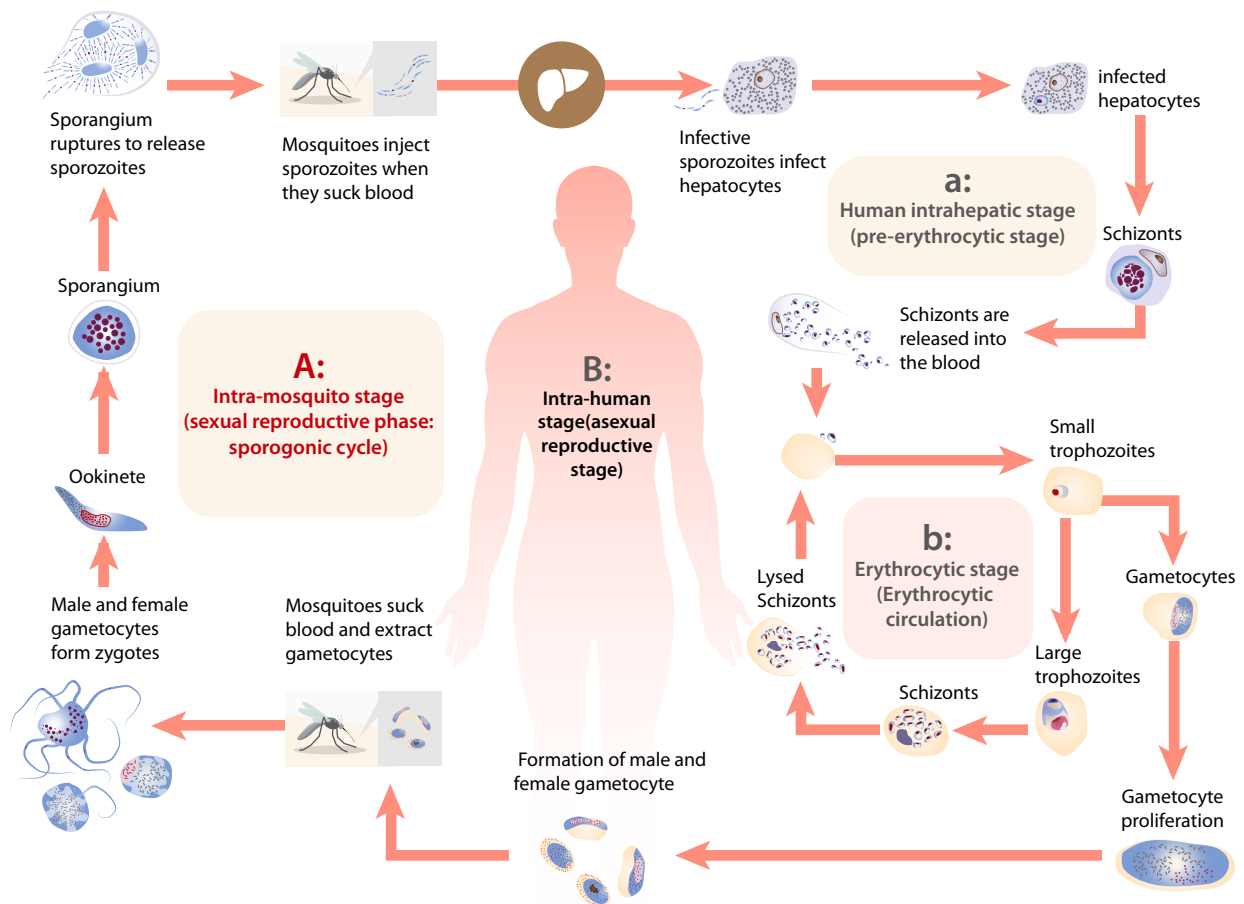 Sporangium
ruptures to release
sporozoites
Mosquitoes inject
sporozoites when
they suck blood
Infective
sporozoites infect
hepatocytes
infected
hepatocytes
a:
Human intrahepatic stage
(pre-erythrocytic stage)
Schizonts
Schizonts are
released into
the blood
Sporangium
A:
Intra-mosquito stage
(sexual reproductive phase:
sporogonic cycle)
B:
Intra-human
stage(asexual
reproductive
stage)
Small
trophozoites
Ookinete
b:
Erythrocytic stage
(Erythrocytic
circulation)
Lysed
Schizonts
Gametocytes
Male and female
gametocytes
form zygotes
Mosquitoes suck
blood and extract
gametocytes
Large
trophozoites
Schizonts
Formation of male and
female gametocyte
Gametocyte
proliferation